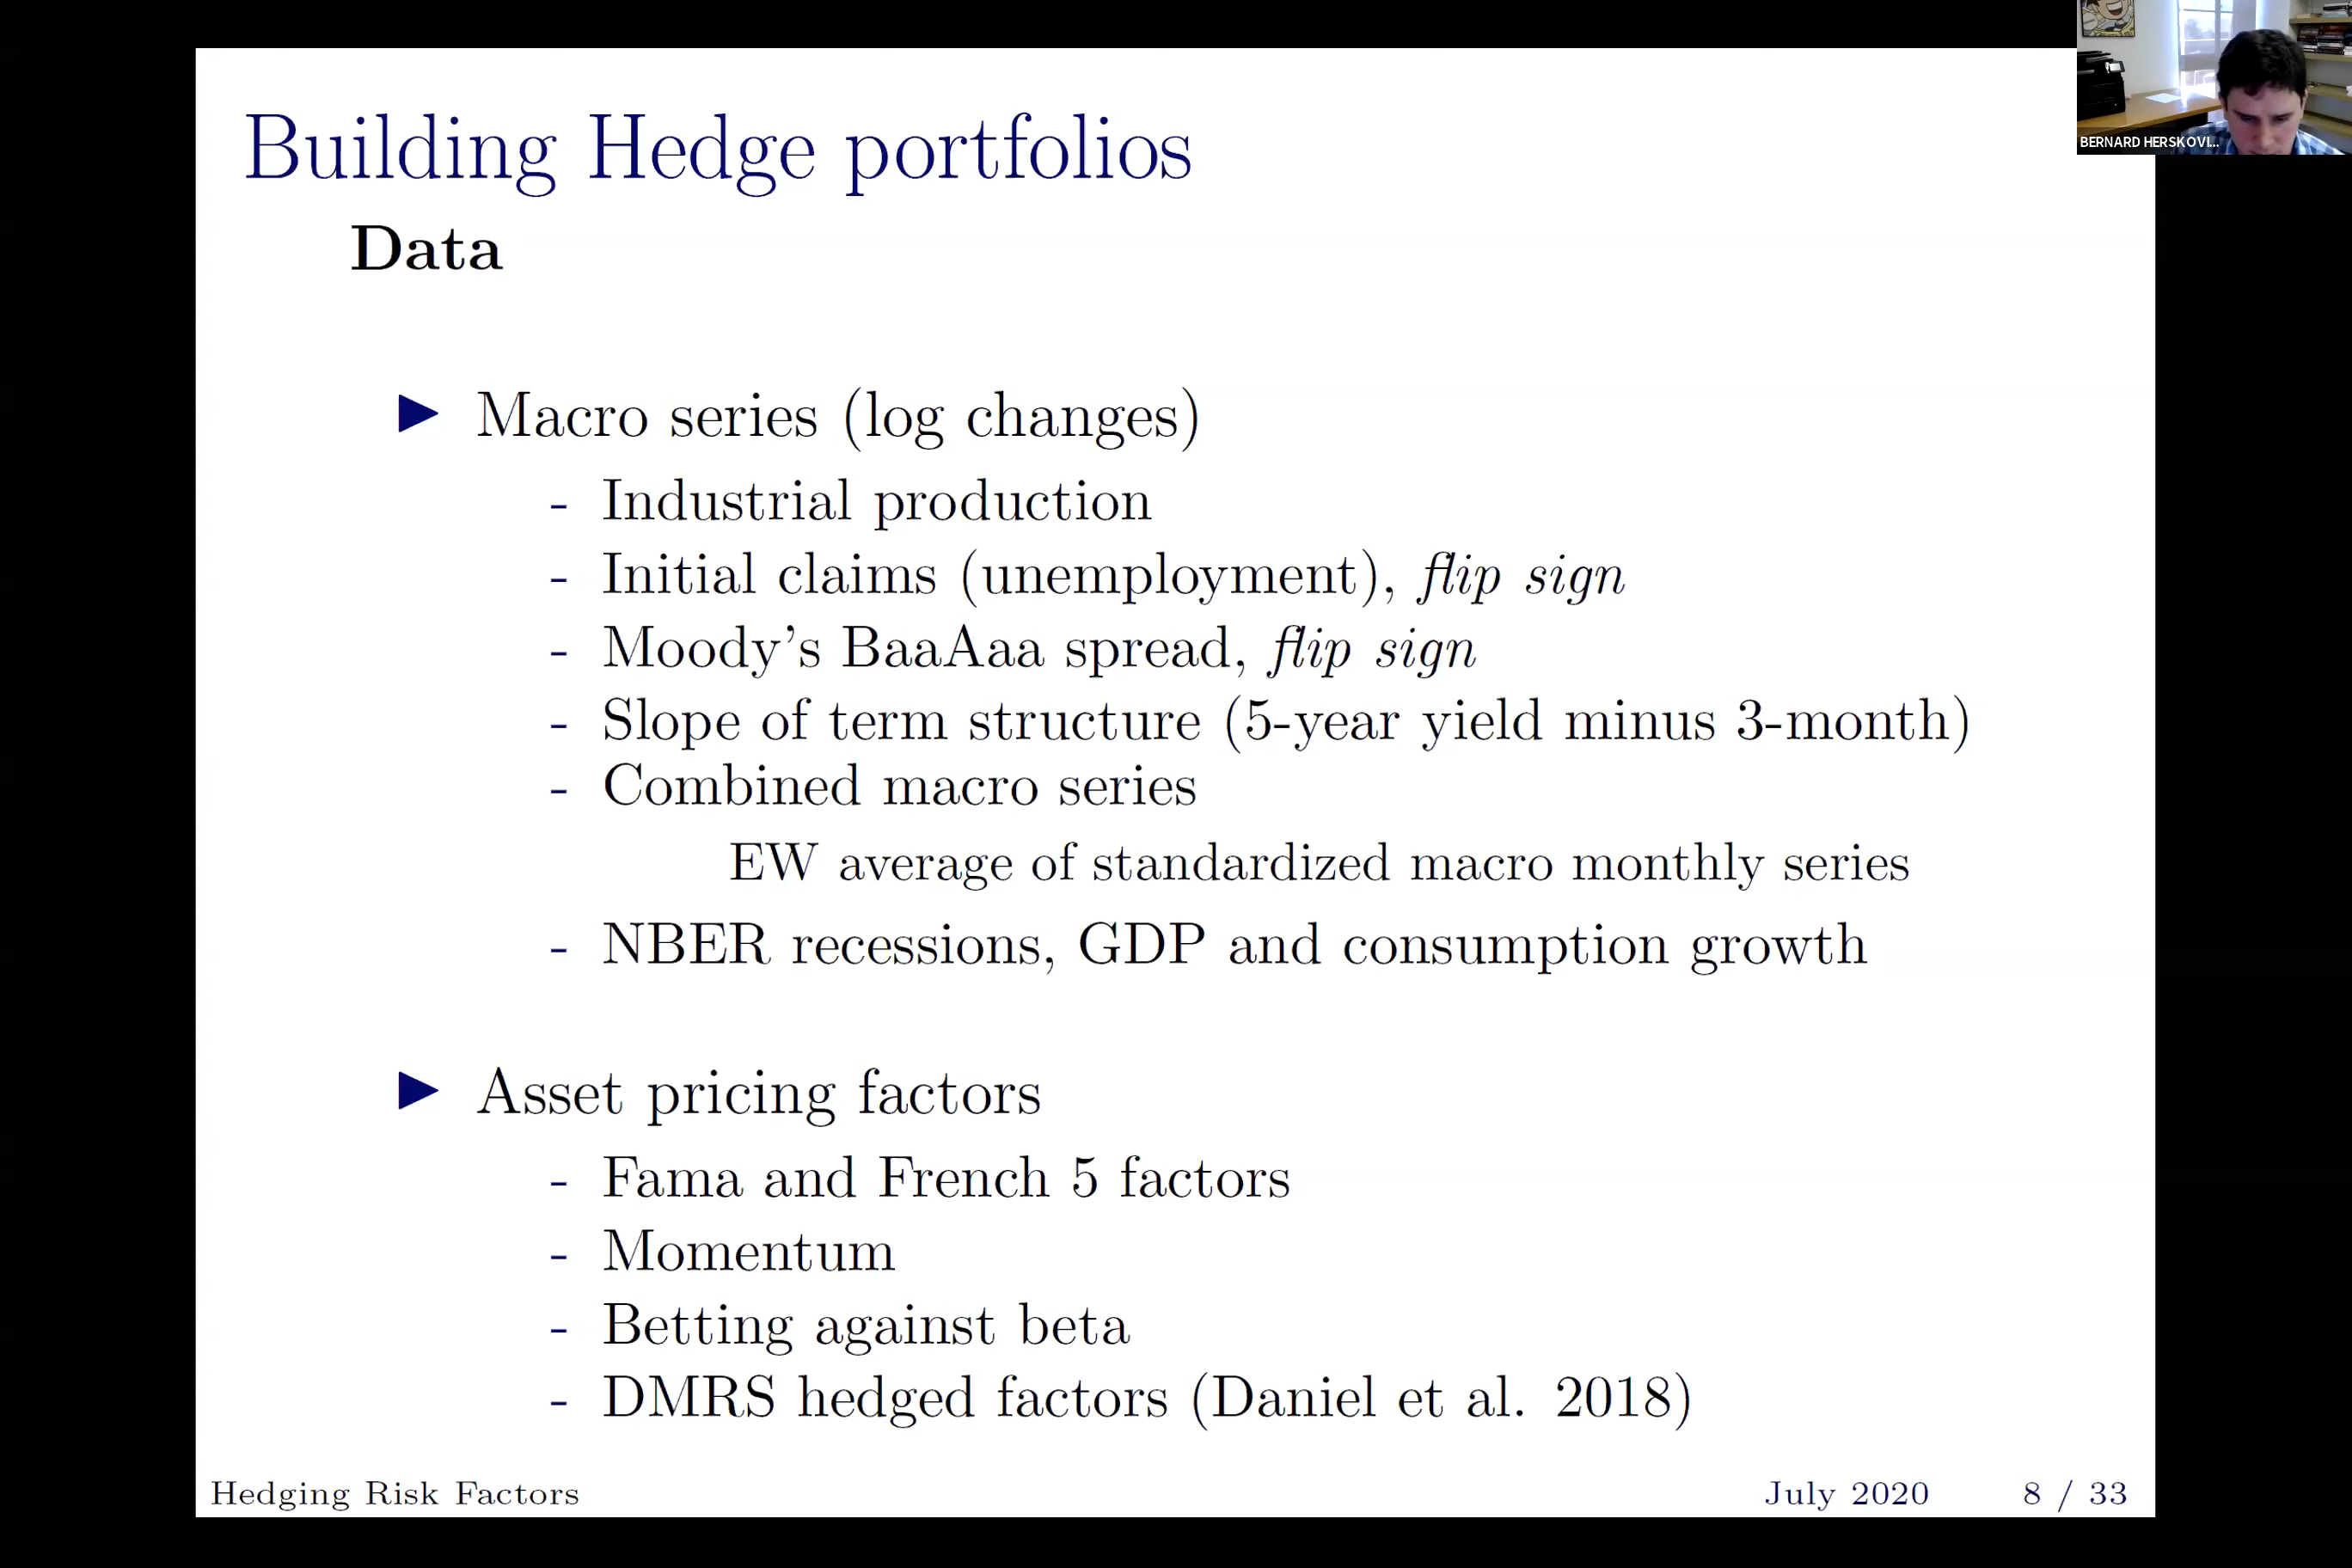 Building Hedge portfolios
Data
Macro series (log changes)
- Industrial production
- Initial claims (unemployment), flip sign
- Moody's BaaAaa spread, flip sign
- Slope of term structure (5-year yield minus 3-month)
- Combined macro series
EW average of standardized macro monthly series
- NBER recessions, GDP and consumption growth
Asset pricing factors
- Fama and French 5 factors
- Momentum
- Betting against beta
- DMRS hedged factors (Daniel et al. 2018)
Hedging Risk Factors
July 2020 8 / 33
BERNARD HERSKOVI...